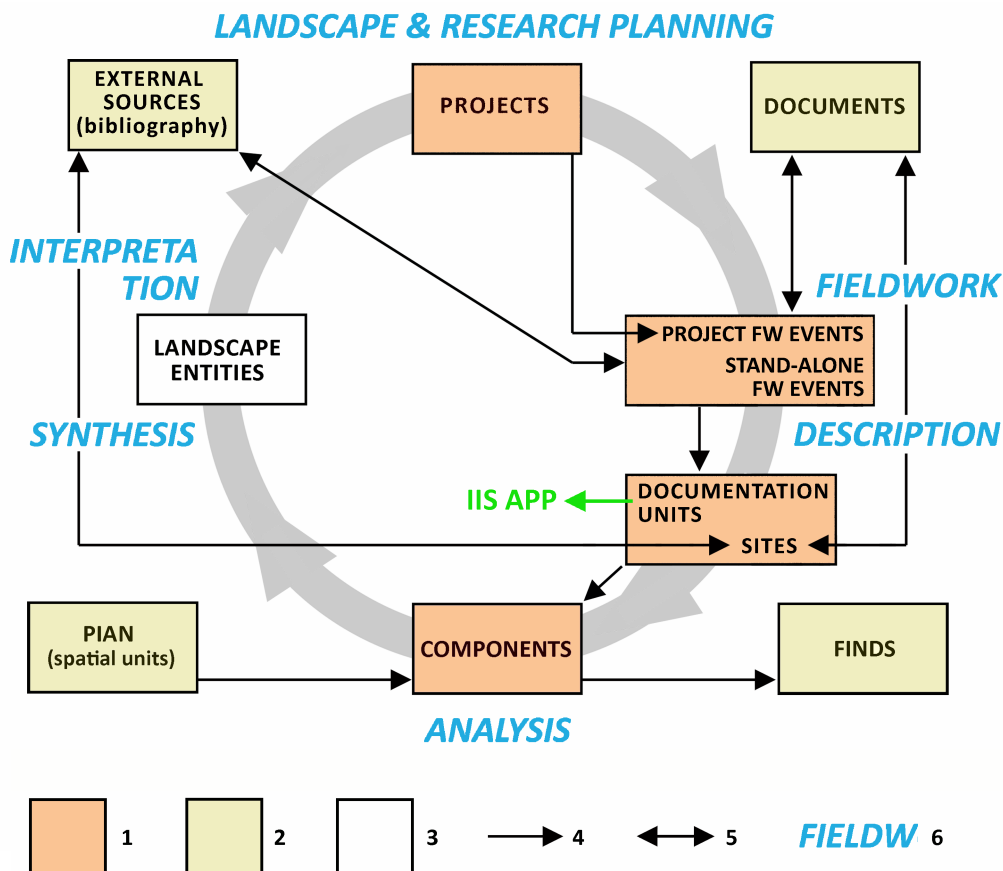 LANDSCAPE & RESEARCH PLANNING
EXTERNAL
SOURCES
(bibliography)
PROJECTS
DOCUMENTS
INTERPRETA
TION
FIELDWORK
LANDSCAPE
ENTITIES
PROJECT FW EVENTS
STAND-ALONE
FW EVENTS
SYNTHESIS
DESCRIPTION
IIS APP
DOCUMENTATION
UNITS
SITES
PIAN
(spatial units)
COMPONENTS
FINDS
ANALYSIS
1
2
3
4
5
FIELDW
6